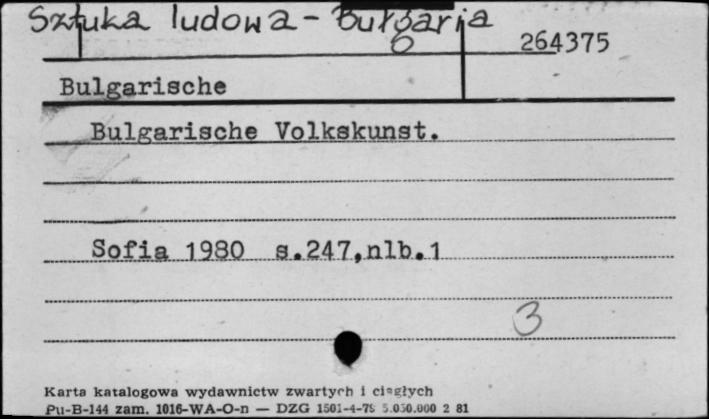 Sztuka ludowa - Bułgaria
264375
Bulgarische
Bulgarische Volkskunst.
Sofia 1980 s.247,nlb.1
3
Karta katalogowa wydawnictw zwartych i ciągłych
Pu-B-144 zam. 1016-WA-O-n — DZG 1501-4-79 5.050.000 2 81